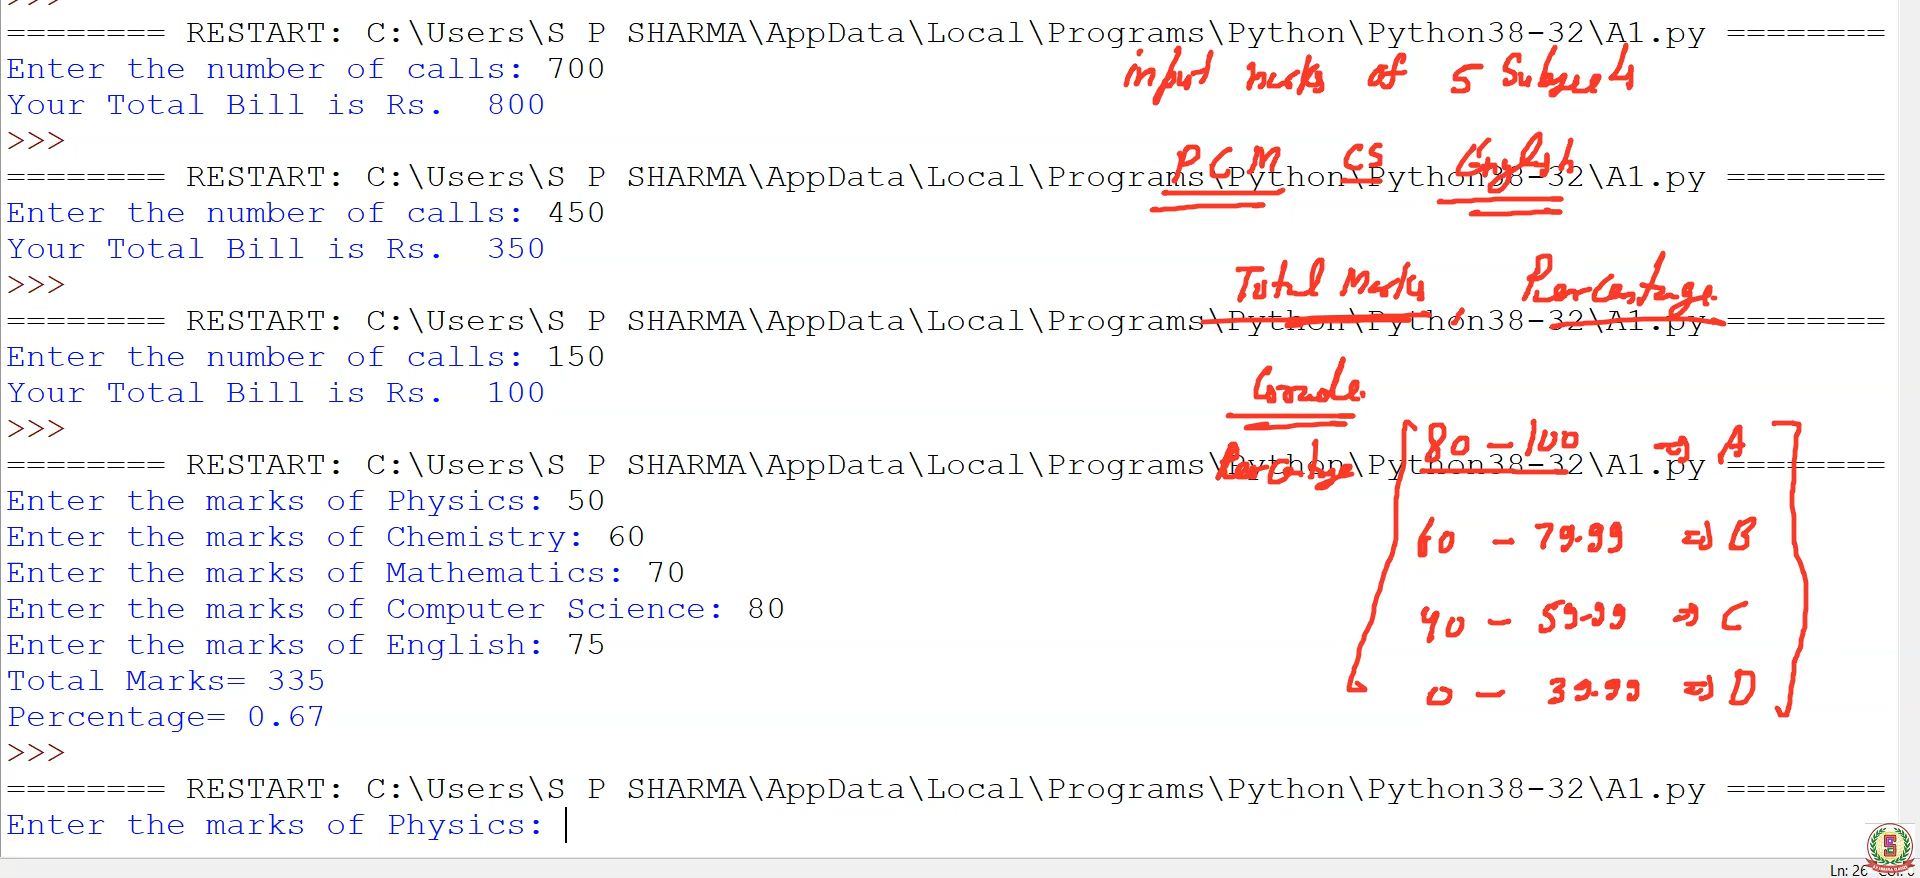 >>>
======== RESTART: C:\Users\S P SHARMA\AppData\Local\Programs\Python\Python38-32\A1.py ========
Enter the number of calls: 700
Your Total Bill is Rs.  800
>>>
======== RESTART: C:\Users\S P SHARMA\AppData\Local\Programs\Python\Python38-32\A1.py ========
Enter the number of calls: 450
Your Total Bill is Rs.  350
>>>
======== RESTART: C:\Users\S P SHARMA\AppData\Local\Programs\Python\Python38-32\A1.py ========
Enter the number of calls: 150
Your Total Bill is Rs.  100
>>>
======== RESTART: C:\Users\S P SHARMA\AppData\Local\Programs\Python\Python38-32\A1.py ========
Enter the marks of Physics: 50
Enter the marks of Chemistry: 60
Enter the marks of Mathematics: 70
Enter the marks of Computer Science: 80
Enter the marks of English: 75
Total Marks= 335
Percentage= 0.67
>>>
======== RESTART: C:\Users\S P SHARMA\AppData\Local\Programs\Python\Python38-32\A1.py ========
Enter the marks of Physics:
input marks of 5 Subjects
PCM CS English
Total Marks, Percentage
Grade
Percentage
80 - 100 => A
60 - 79.99 => B
40 - 59.99 => C
0 - 39.99 => D
Ln: 26